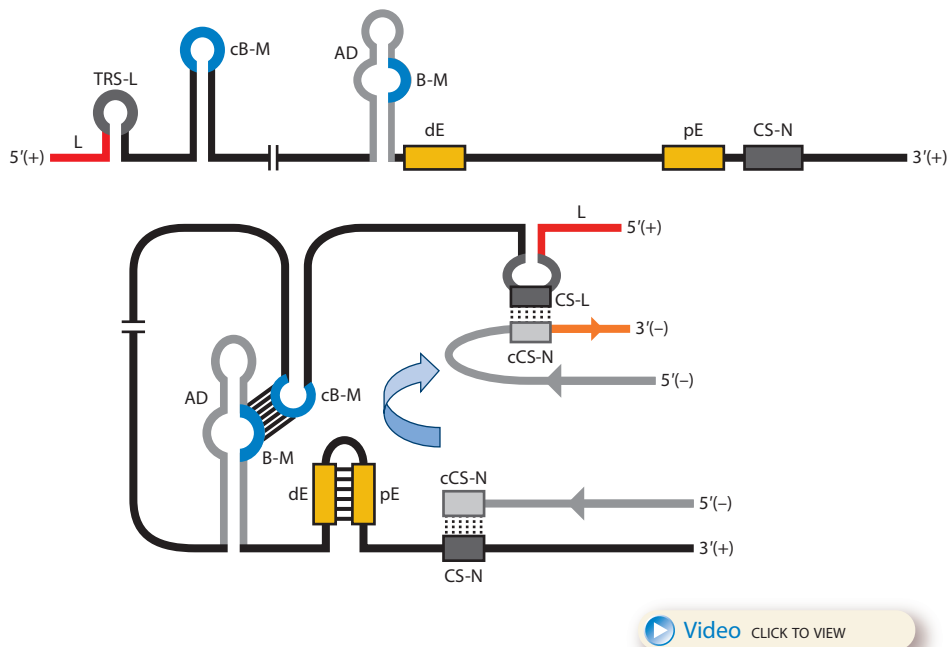 cB-M
AD
TRS-L
B-M
L
dE
pE
CS-N
5′(+)
3′(+)
L
5′(+)
CS-L
3′(–)
cCS-N
5′(–)
AD
cB-M
B-M
cCS-N
dE
pE
5′(–)
3′(+)
CS-N
Video CLICK TO VIEW